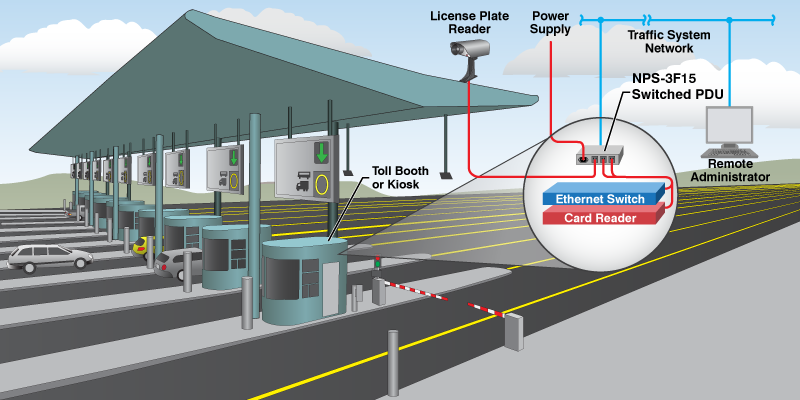 License Plate
Reader
Power
Supply
Traffic System
Network
NPS-3F15
Switched PDU
Remote
Administrator
Toll Booth
or Kiosk
Ethernet Switch
Card Reader